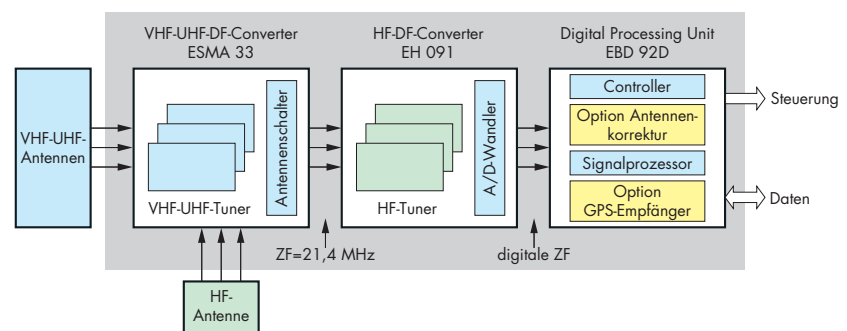 VHF-UHF-DF-Converter
ESMA 33
HF-DF-Converter
EH 091
Digital Processing Unit
EBD 92D
VHF-UHF-
Antennen
VHF-UHF-Tuner
Antennenschalter
HF-Tuner
A/D-Wandler
Controller
Option Antennen-
korrektur
Signalprozessor
Option
GPS-Empfänger
Steuerung
Daten
ZF=21,4 MHz
digitale ZF
HF-
Antenne